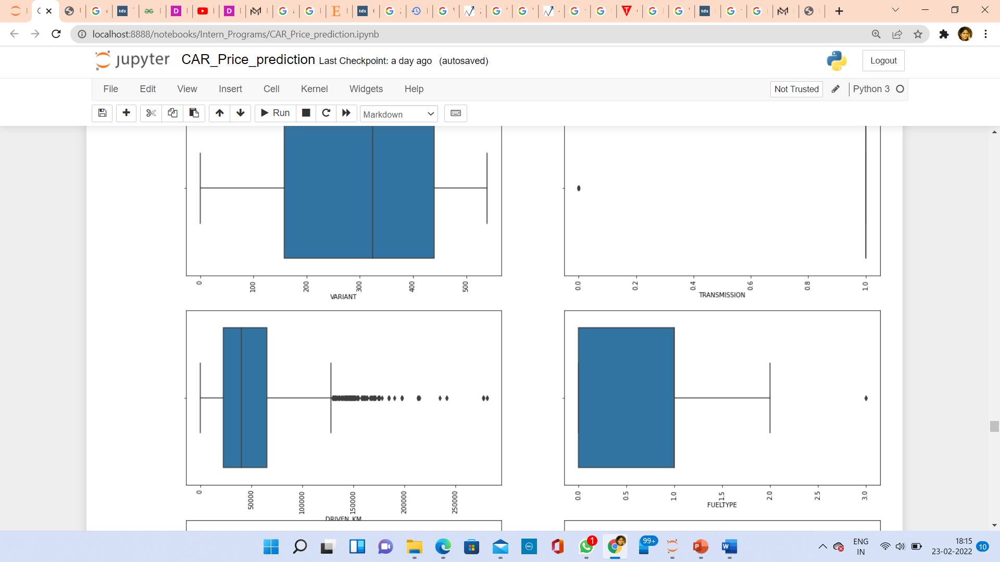 localhost:8888/notebooks/Intern_Programs/CAR_Price_prediction.ipynb
jupyter CAR_Price_prediction Last Checkpoint: a day ago (autosaved)
Logout
File Edit View Insert Cell Kernel Widgets Help
Not Trusted
Python 3
Run
Markdown
0 100 200 300 400 500
VARIANT
0.0 0.2 0.4 0.6 0.8 1.0
TRANSMISSION
0 50000 100000 150000 200000 250000
DRIVEN_KM
0.0 0.5 1.0 1.5 2.0 2.5 3.0
FUELTYPE
1
99+
ENG
IN
18:15
23-02-2022
10